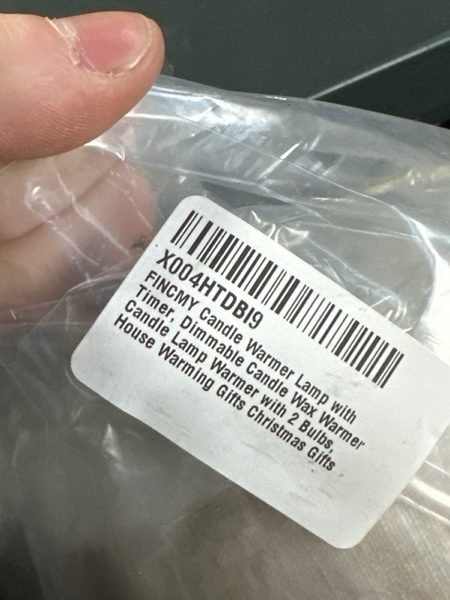 X004HTDBI9
FINCMY Candle Warmer Lamp with
Timer, Dimmable Candle Wax Warmer
Candle Lamp Warmer with 2 Bulbs,
House Warming Gifts Christmas Gifts